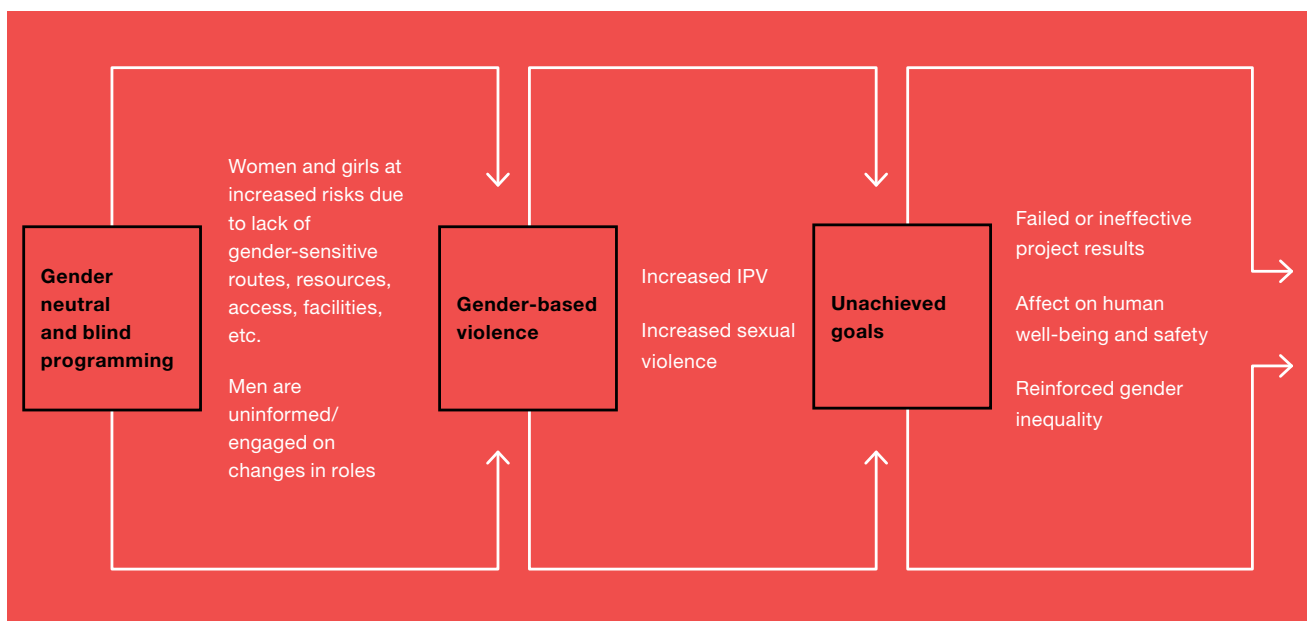 Gender
neutral
and blind
programming
Women and girls at
increased risks due
to lack of
gender-sensitive
routes, resources,
access, facilities,
etc.
Men are
uninformed/
engaged on
changes in roles
Gender-based
violence
Increased IPV
Increased sexual
violence
Unachieved
goals
Failed or ineffective
project results
Affect on human
well-being and safety
Reinforced gender
inequality